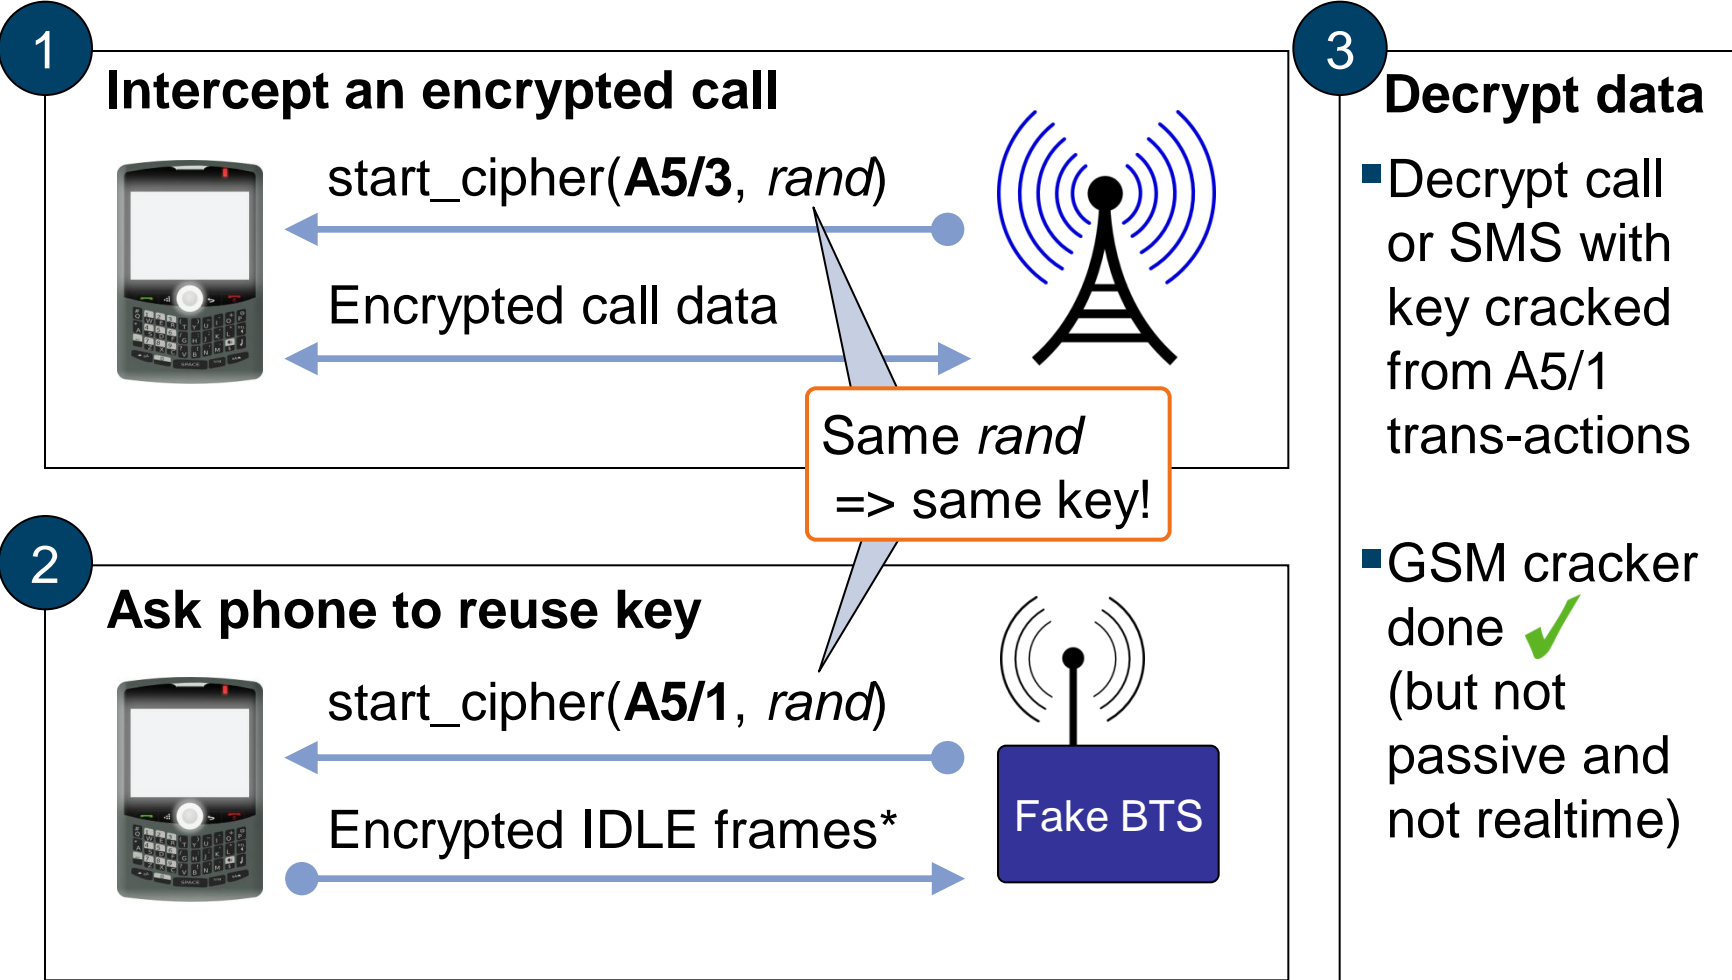 1
Intercept an encrypted call
start_cipher(A5/3, rand)
Encrypted call data
Same rand
=> same key!
2
Ask phone to reuse key
start_cipher(A5/1, rand)
Encrypted IDLE frames*
Fake BTS
3
Decrypt data
Decrypt call
or SMS with
key cracked
from A5/1
trans-actions
GSM cracker
done
(but not
passive and
not realtime)